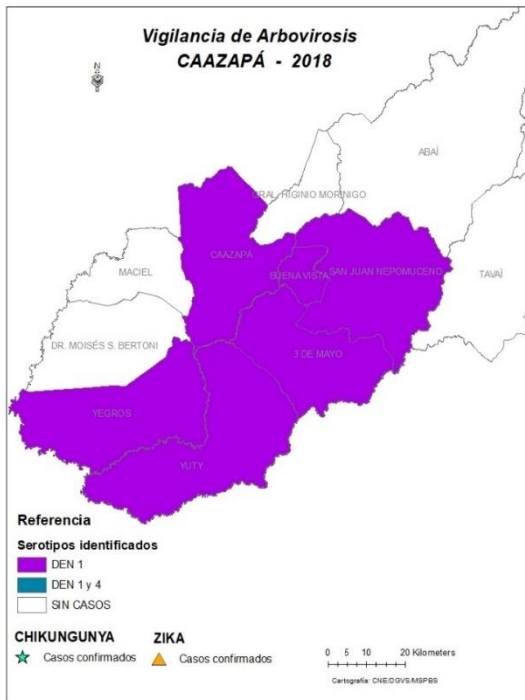 Vigilancia de Arbovirosis
CAAZAPÁ - 2018
N
ABAÍ
GRAL. HIGINIO MORINIGO
CAAZAPÁ
MACIEL
BUENA VISTA
SAN JUAN NEPOMUCENO
TAVAÍ
DR. MOISÉS S. BERTONI
3 DE MAYO
YEGROS
YUTY
Referencia
Serotipos identificados
DEN 1
DEN 1 y 4
SIN CASOS
CHIKUNGUNYA ZIKA
Casos confirmados Casos confirmados
0 5 10 20 Kilometers
Cartografía: CNE/DGVS/MSPBS